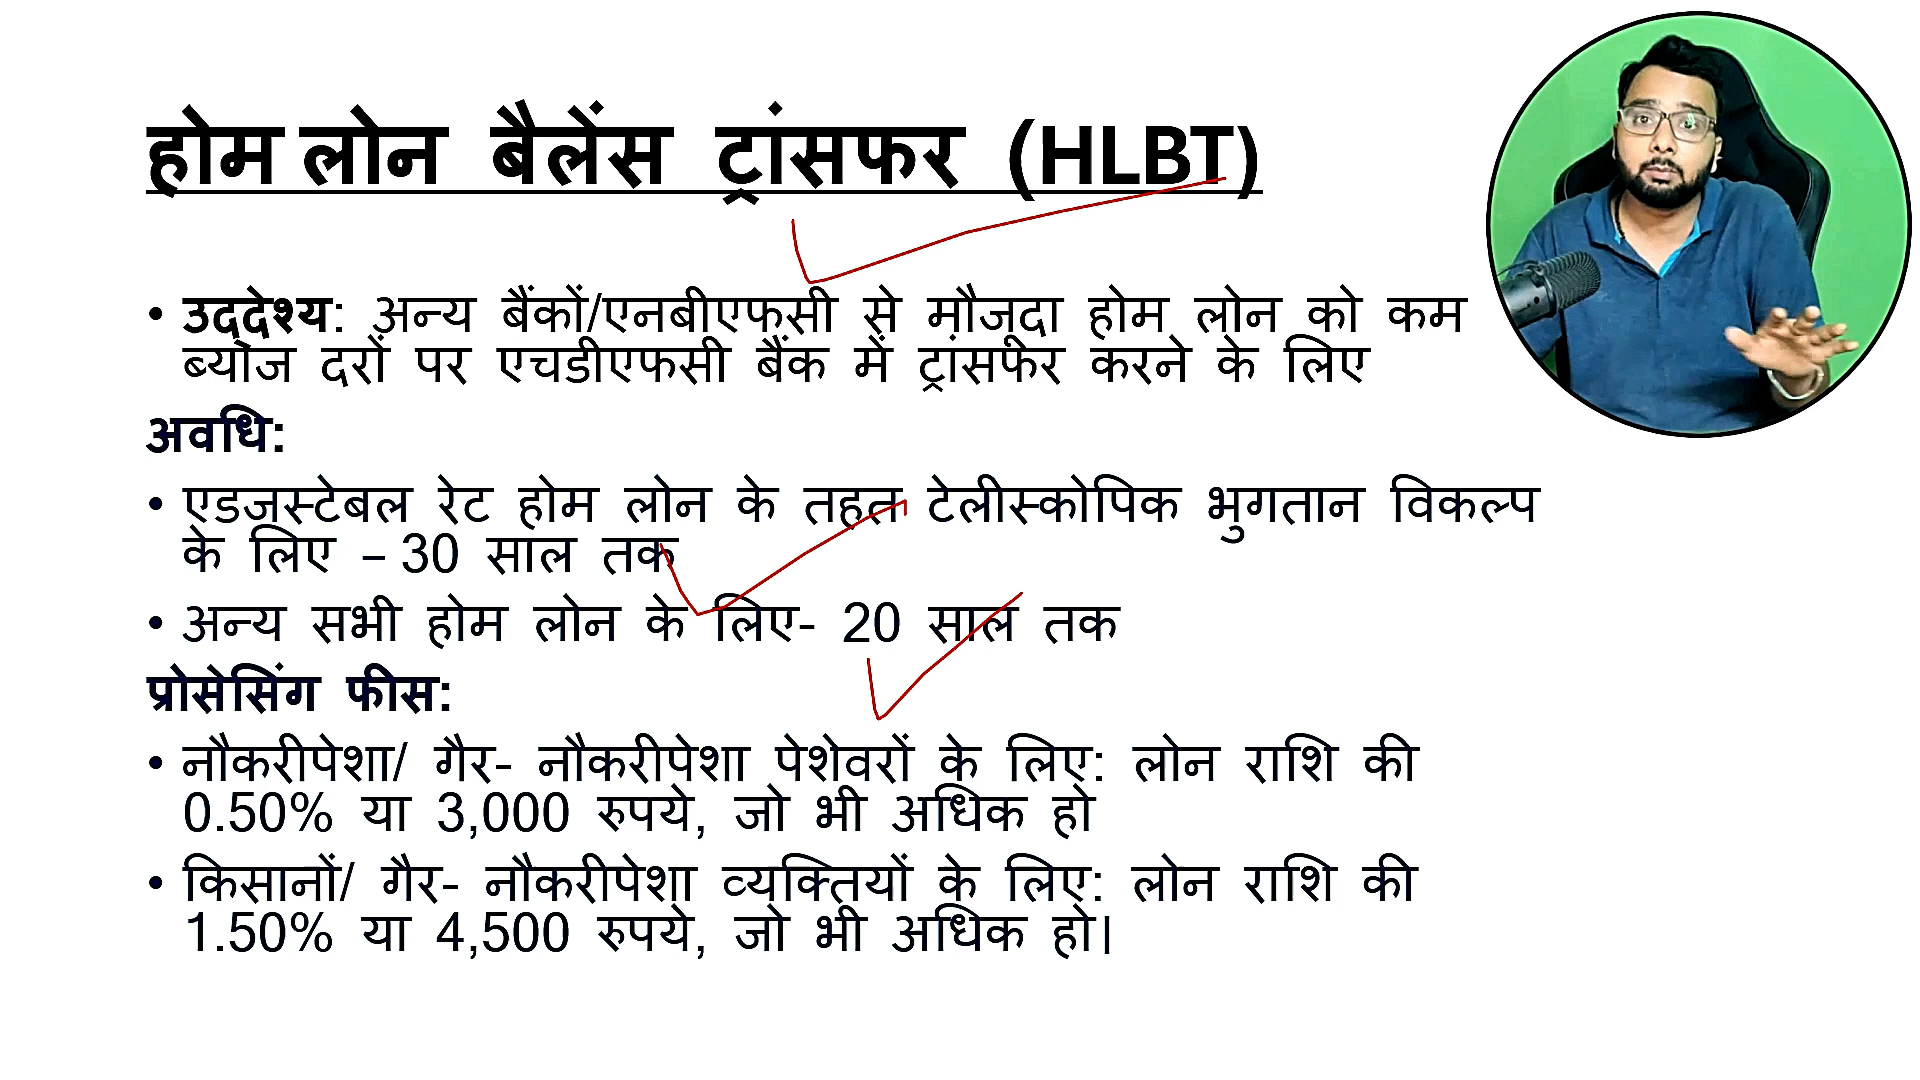 होम लोन बैलेंस ट्रांसफर (HLBT)
• उद्देश्य: अन्य बैंकों/एनबीएफसी से मौजूदा होम लोन को कम
ब्याज दरों पर एचडीएफसी बैंक में ट्रांसफर करने के लिए
अवधि:
• एडजस्टेबल रेट होम लोन के तहत टेलीस्कोपिक भुगतान विकल्प
के लिए – 30 साल तक
• अन्य सभी होम लोन के लिए- 20 साल तक
प्रोसेसिंग फीस:
• नौकरीपेशा/ गैर- नौकरीपेशा पेशेवरों के लिए: लोन राशि की
0.50% या 3,000 रुपये, जो भी अधिक हो
• किसानों/ गैर- नौकरीपेशा व्यक्तियों के लिए: लोन राशि की
1.50% या 4,500 रुपये, जो भी अधिक हो।